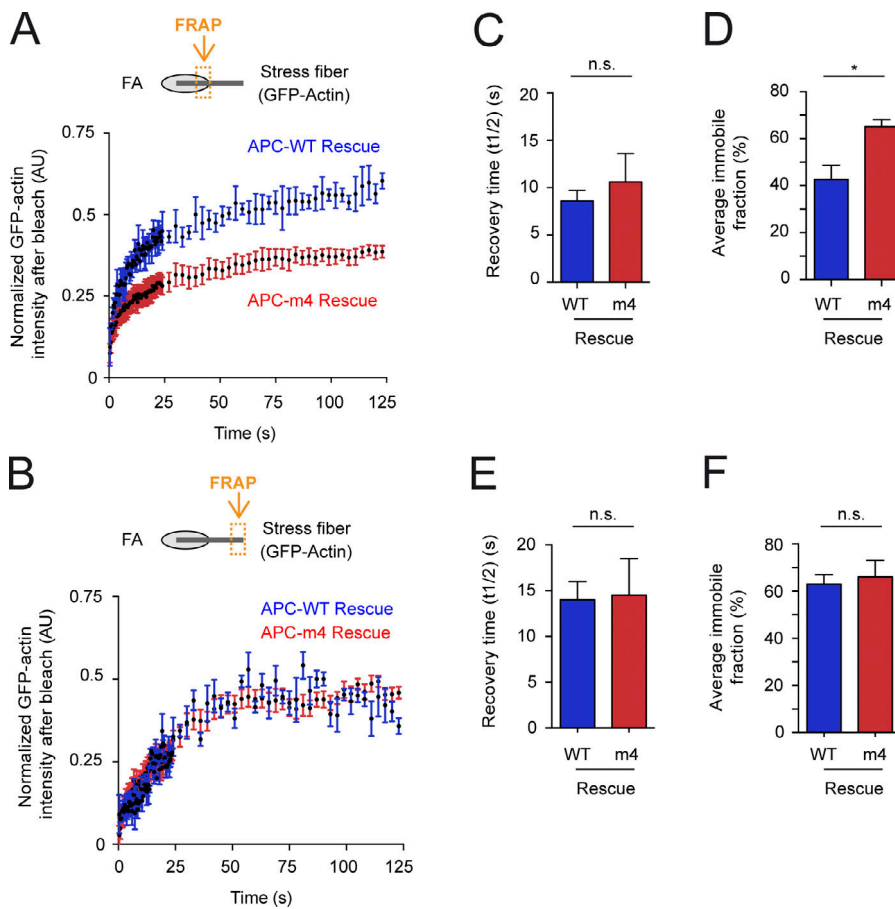 A
FRAP
FA
Stress fiber
(GFP-Actin)
Normalized GFP-actin
intensity after bleach (AU)
0.75
0.5
0.25
0
APC-WT Rescue
APC-m4 Rescue
0 25 50 75 100 125
Time (s)
B
FRAP
FA
Stress fiber
(GFP-Actin)
Normalized GFP-actin
intensity after bleach (AU)
0.75
0.5
0.25
0
APC-WT Rescue
APC-m4 Rescue
0 25 50 75 100 125
Time (s)
C
n.s.
Recovery time (t1/2) (s)
20
15
10
5
0
WT m4
Rescue
D
*
Average immobile
fraction (%)
80
60
40
20
0
WT m4
Rescue
E
n.s.
Recovery time (t1/2) (s)
20
15
10
5
0
WT m4
Rescue
F
n.s.
Average immobile
fraction (%)
80
60
40
20
0
WT m4
Rescue